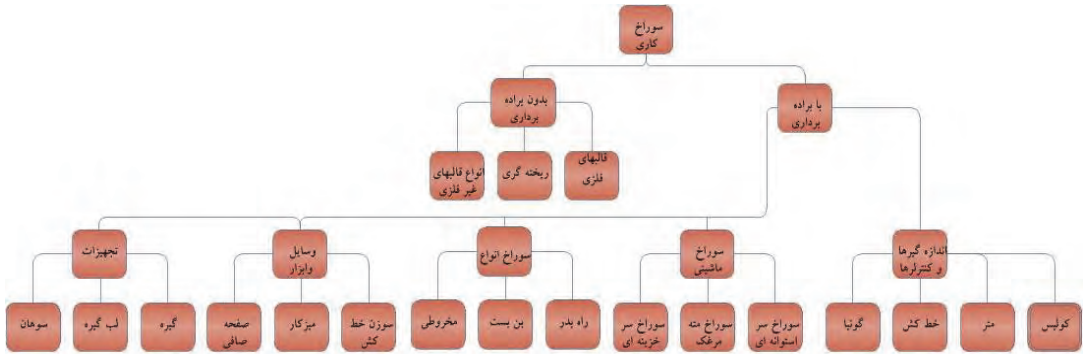 سوراخ
کاری
با براده
برداری
بدون براده
برداری
قالبهای
فلزی
ریخته گری
انواع قالبهای
غیر فلزی
اندازه گیرها
و کنترلرها
سوراخ
ماشینی
سوراخ انواع
وسایل
وابزار
تجهیزات
کولیس
متر
خط کش
گونیا
سوراخ سر
استوانه ای
سوراخ مته
مرغک
سوراخ سر
خزینه ای
راه بدر
بن بست
مخروطی
سوزن خط
کش
میزکار
صفحه
صافی
گیره
لب گیره
سوهان